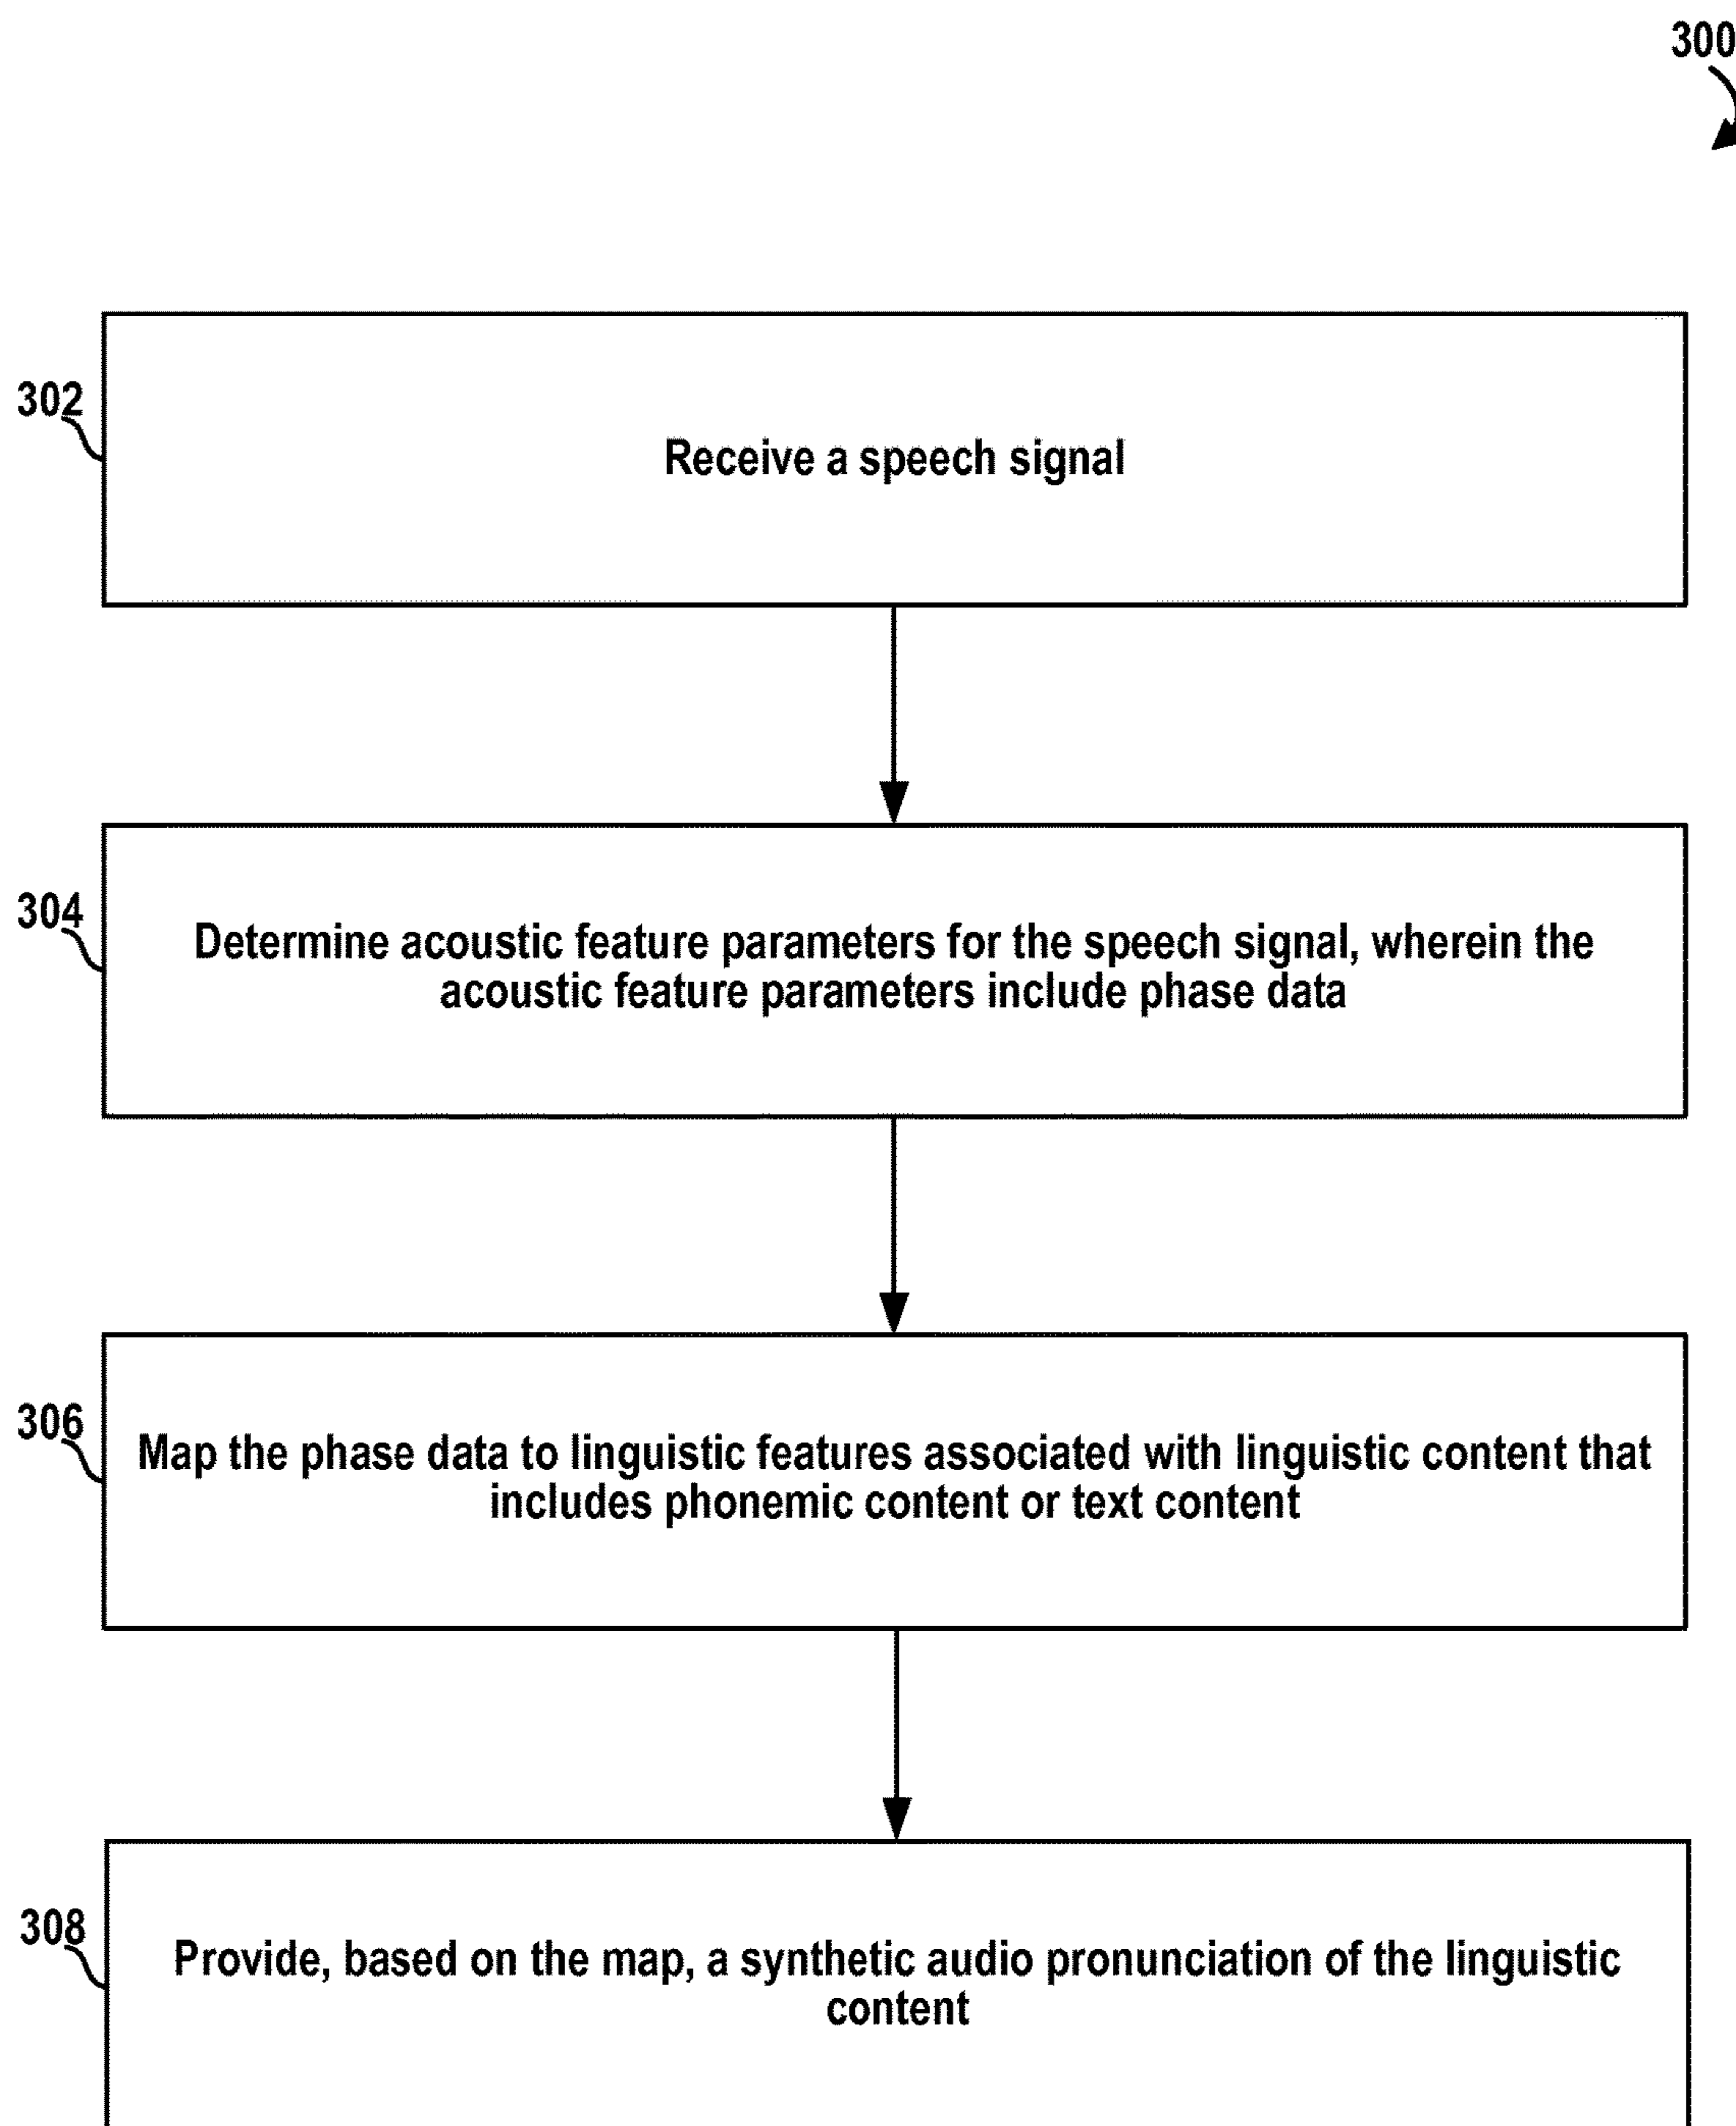 300
302
Receive a speech signal
304
Determine acoustic feature parameters for the speech signal, wherein the
acoustic feature parameters include phase data
306
Map the phase data to linguistic features associated with linguistic content that
includes phonemic content or text content
308
Provide, based on the map, a synthetic audio pronunciation of the linguistic
content